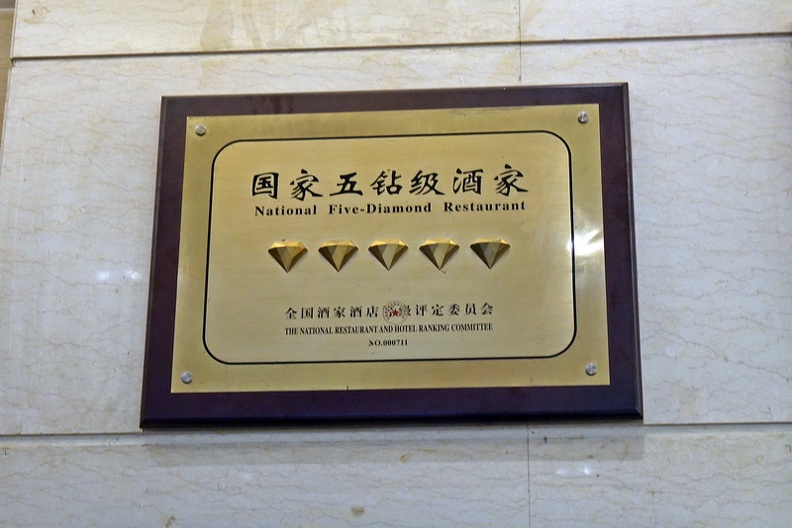 国家五钻级酒家
National Five-Diamond Restaurant
全国酒家酒店 级评定委员会
THE NATIONAL RESTAURANT AND HOTEL RANKING COMMITTEE
NO.000711